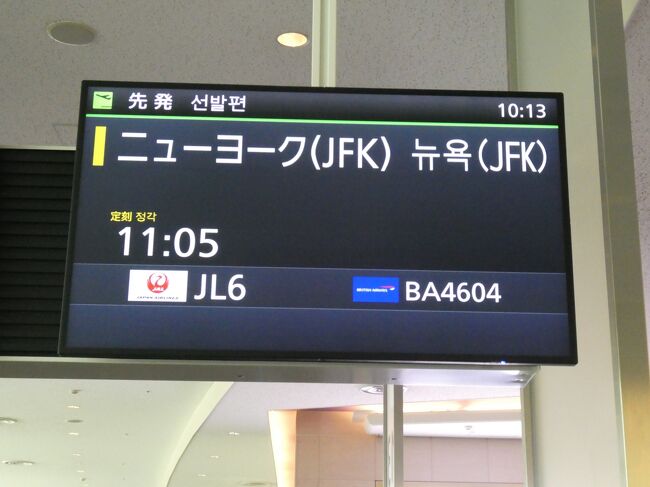 先発 선발편 10:13
ニューヨーク(JFK) 뉴욕(JFK)
定刻 정각
11:05
JAL
JAPAN AIRLINES JL6 BRITISH AIRWAYS BA4604